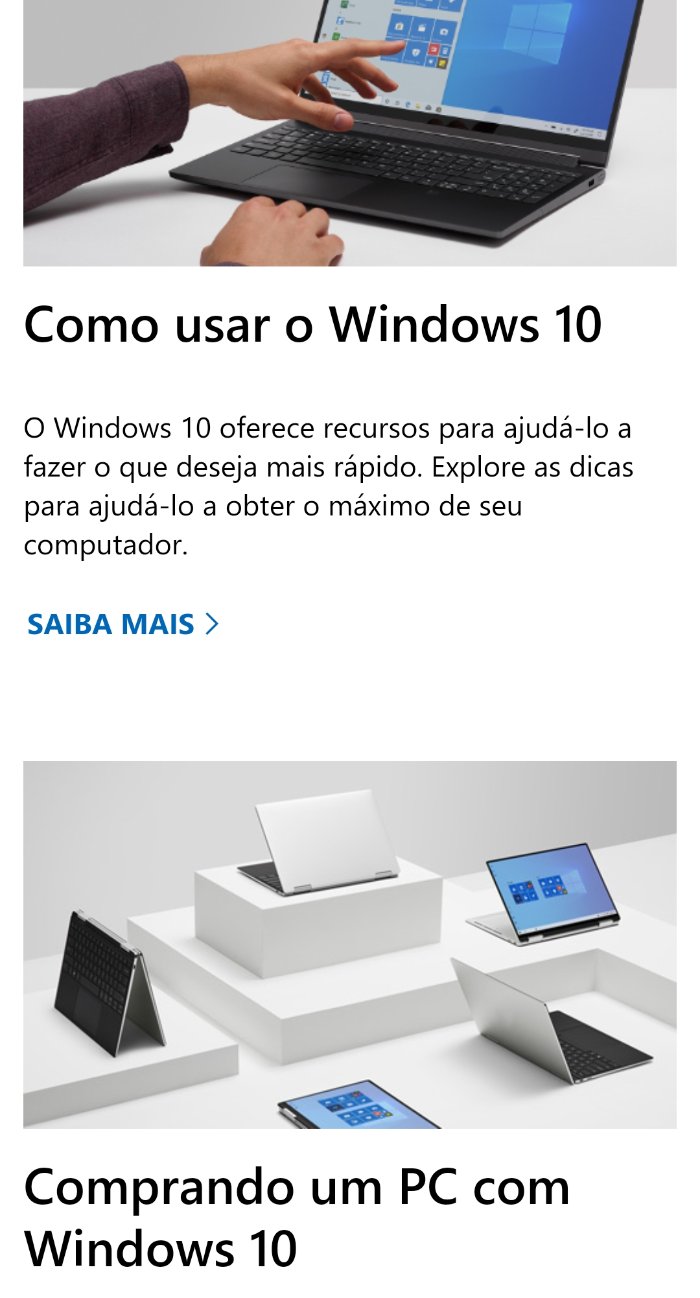 Como usar o Windows 10
O Windows 10 oferece recursos para ajudá-lo a
fazer o que deseja mais rápido. Explore as dicas
para ajudá-lo a obter o máximo de seu
computador.
SAIBA MAIS
Comprando um PC com
Windows 10